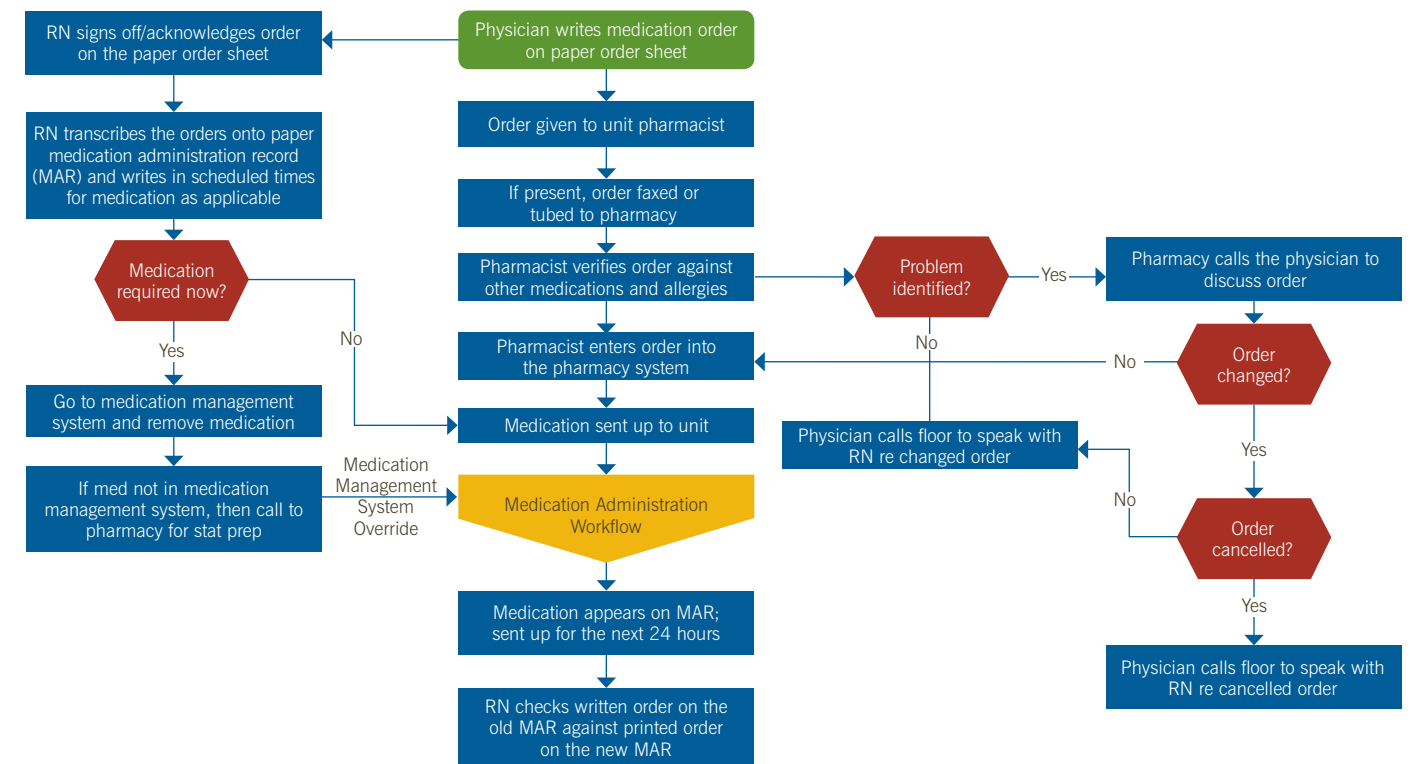 RN signs off/acknowledges order
on the paper order sheet
Physician writes medication order
on paper order sheet
RN transcribes the orders onto paper
medication administration record
(MAR) and writes in scheduled times
for medication as applicable
Order given to unit pharmacist
If present, order faxed or
tubed to pharmacy
Medication
required now?
Pharmacist verifies order against
other medications and allergies
Problem
identified?
Yes
Pharmacy calls the physician to
discuss order
No
Yes
Pharmacist enters order into
the pharmacy system
No
No
Order
changed?
Go to medication management
system and remove medication
Medication sent up to unit
Physician calls floor to speak with
RN re changed order
Yes
If med not in medication
management system, then call to
pharmacy for stat prep
Medication
Management
System
Override
Medication Administration
Workflow
No
Order
cancelled?
Yes
Medication appears on MAR;
sent up for the next 24 hours
Physician calls floor to speak with
RN re cancelled order
RN checks written order on the
old MAR against printed order
on the new MAR